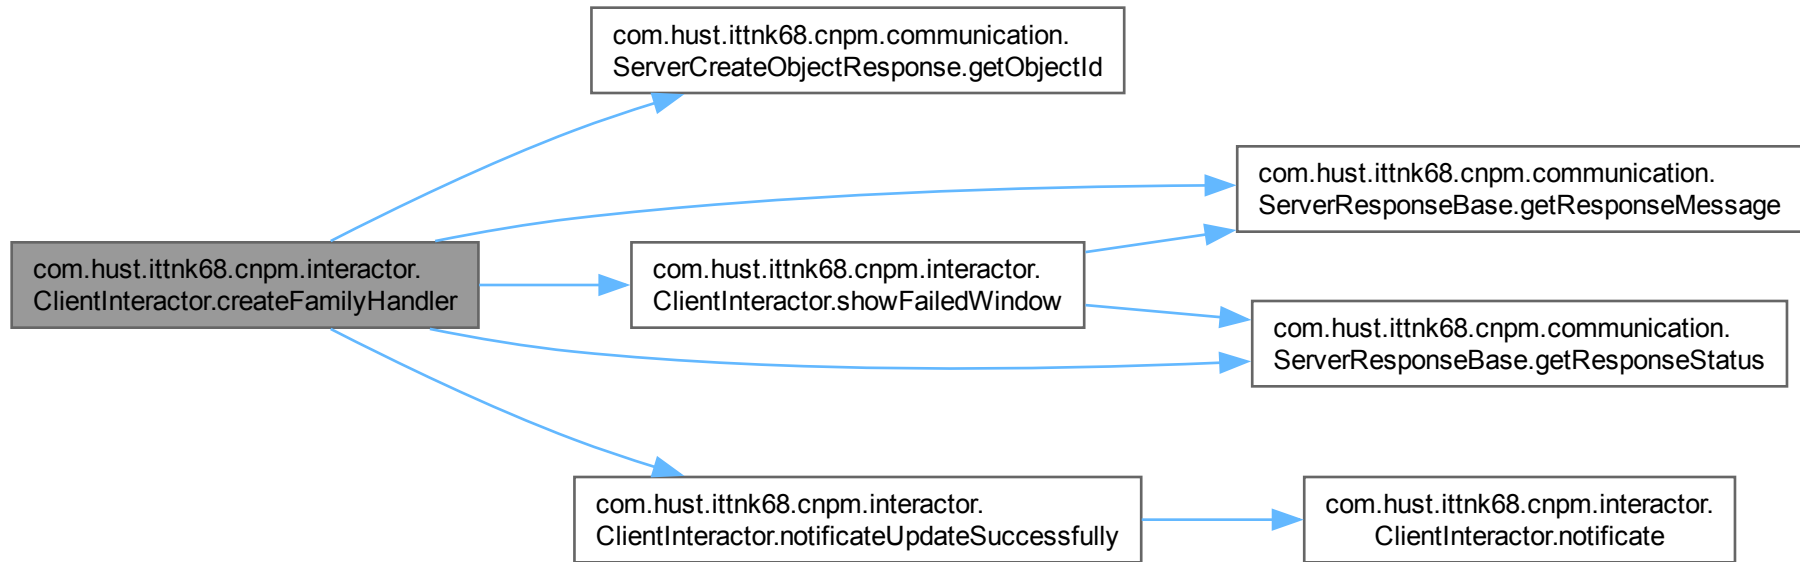 com.hust.ittnk68.cnpm.communication.
ServerCreateObjectResponse.getObjectId
com.hust.ittnk68.cnpm.communication.
ServerResponseBase.getResponseMessage
com.hust.ittnk68.cnpm.interactor.
ClientInteractor.createFamilyHandler
com.hust.ittnk68.cnpm.interactor.
ClientInteractor.showFailedWindow
com.hust.ittnk68.cnpm.communication.
ServerResponseBase.getResponseStatus
com.hust.ittnk68.cnpm.interactor.
ClientInteractor.notificateUpdateSuccessfully
com.hust.ittnk68.cnpm.interactor.
ClientInteractor.notificate